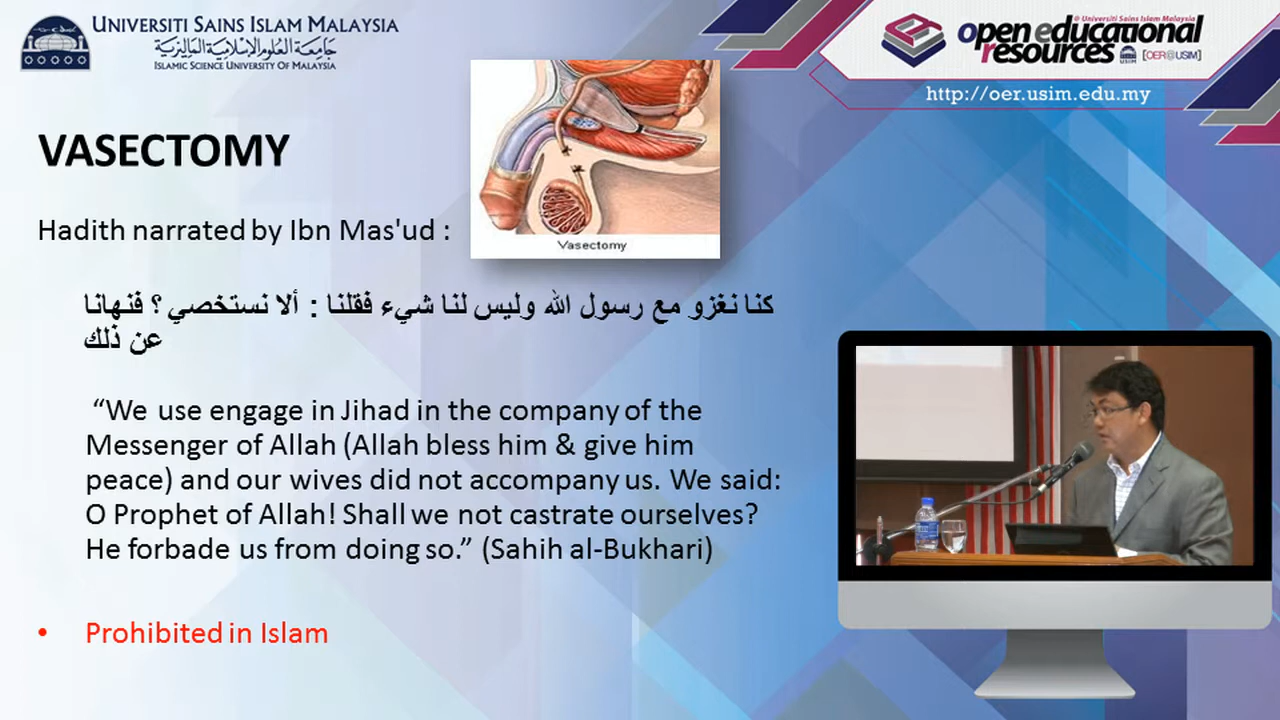 UNIVERSITI SAINS ISLAM MALAYSIA
جامعة العلوم الإسلامية الماليزية
ISLAMIC SCIENCE UNIVERSITY OF MALAYSIA
@ Universiti Sains Islam Malaysia
open educational
resources
USIM
[OER@USIM]
http://oer.usim.edu.my
VASECTOMY
Vasectomy
Hadith narrated by Ibn Mas'ud :
كنا نغزو مع رسول الله وليس لنا شيء فقلنا : ألا نستخصي ؟ فنهانا
عن ذلك
“We use engage in Jihad in the company of the
Messenger of Allah (Allah bless him & give him
peace) and our wives did not accompany us. We said:
O Prophet of Allah! Shall we not castrate ourselves?
He forbade us from doing so.” (Sahih al-Bukhari)
• Prohibited in Islam